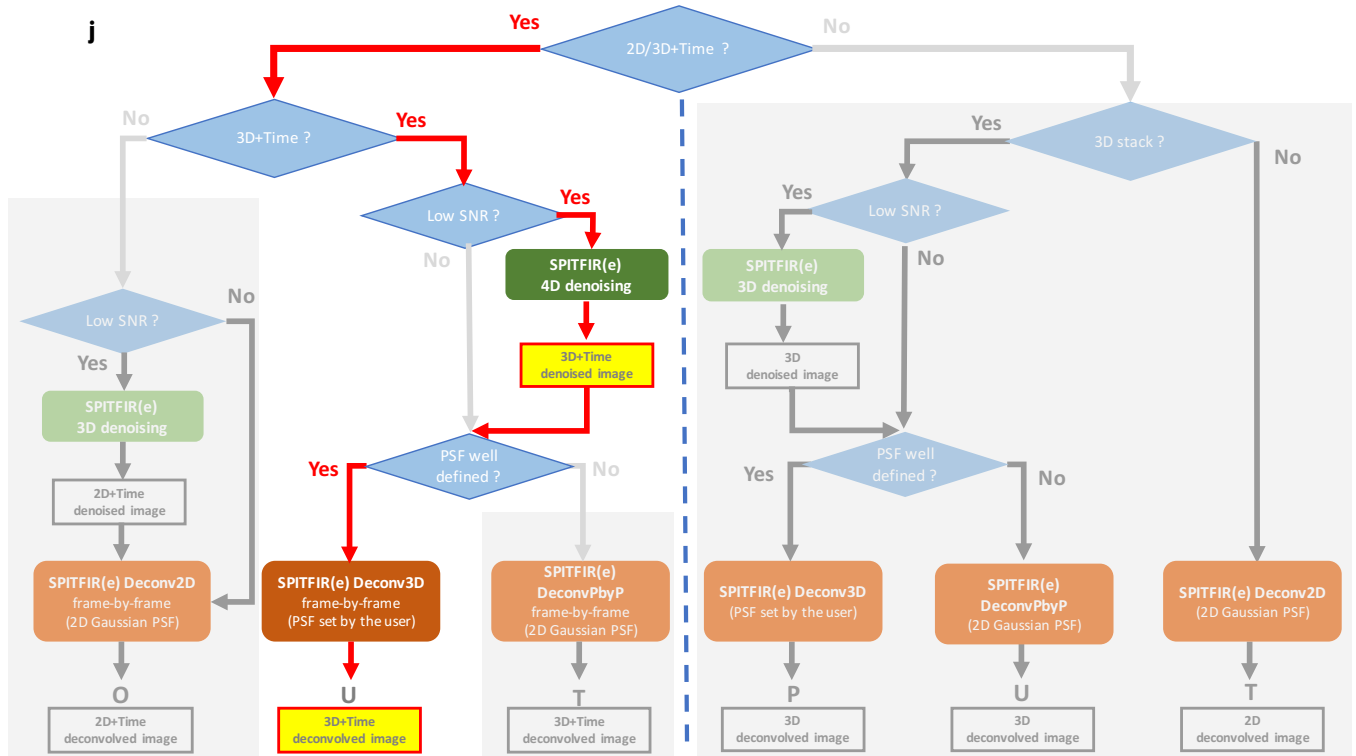 j
Yes
2D/3D+Time ?
No
No
3D+Time ?
Yes
Yes
3D stack ?
No
Low SNR ?
Yes
No
SPITFIR(e)
4D denoising
3D+Time
denoised image
Yes
Low SNR ?
No
SPITFIR(e)
3D denoising
3D
denoised image
Low SNR ?
No
Yes
SPITFIR(e)
3D denoising
2D+Time
denoised image
Yes
PSF well
defined ?
No
Yes
PSF well
defined ?
No
SPITFIR(e) Deconv2D
frame-by-frame
(2D Gaussian PSF)
SPITFIR(e) Deconv3D
frame-by-frame
(PSF set by the user)
SPITFIR(e)
DeconvPbyP
frame-by-frame
(2D Gaussian PSF)
SPITFIR(e) Deconv3D
(PSF set by the user)
SPITFIR(e)
DeconvPbyP
(2D Gaussian PSF)
SPITFIR(e) Deconv2D
(2D Gaussian PSF)
O
2D+Time
deconvolved image
U
3D+Time
deconvolved image
T
3D+Time
deconvolved image
P
3D
deconvolved image
U
3D
deconvolved image
T
2D
deconvolved image